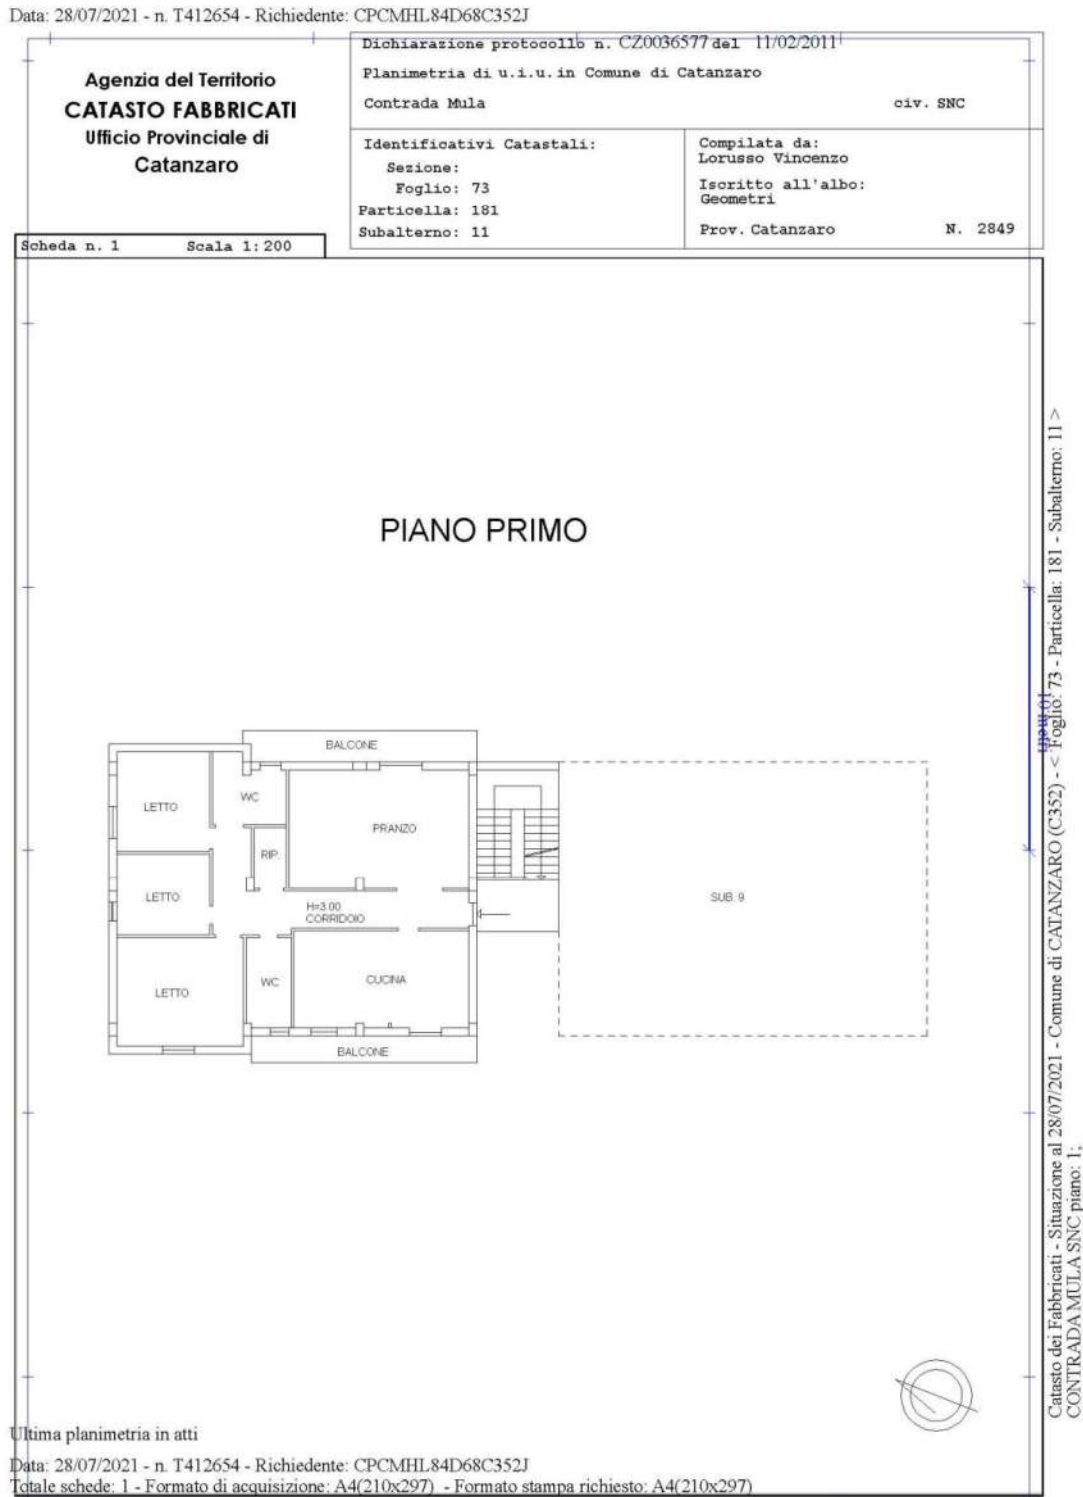 Data: 28/07/2021 - n. T412654 - Richiedente: CPCMHL84D68C352J
Agenzia del Territorio
CATASTO FABBRICATI
Ufficio Provinciale di
Catanzaro
Dichiarazione protocollo n. CZ0036577 del 11/02/2011
Planimetria di u.i.u. in Comune di Catanzaro
Contrada Mula civ. SNC
Identificativi Catastali:
Sezione:
Foglio: 73
Particella: 181
Subalterno: 11
Compilata da:
Lorusso Vincenzo
Iscritto all'albo:
Geometri
Prov. Catanzaro N. 2849
Scheda n. 1 Scala 1:200
PIANO PRIMO
BALCONE
LETTO
WC
PRANZO
RIP.
LETTO
H=3.00
CORRIDOIO
SUB. 9
LETTO
WC
CUCINA
BALCONE
10 metri
Catasto dei Fabbricati - Situazione al 28/07/2021 - Comune di CATANZARO (C352) - < Foglio: 73 - Particella: 181 - Subalterno: 11 >
CONTRADA MULA SNC piano: 1;
Ultima planimetria in atti
Data: 28/07/2021 - n. T412654 - Richiedente: CPCMHL84D68C352J
Totale schede: 1 - Formato di acquisizione: A4(210x297) - Formato stampa richiesto: A4(210x297)